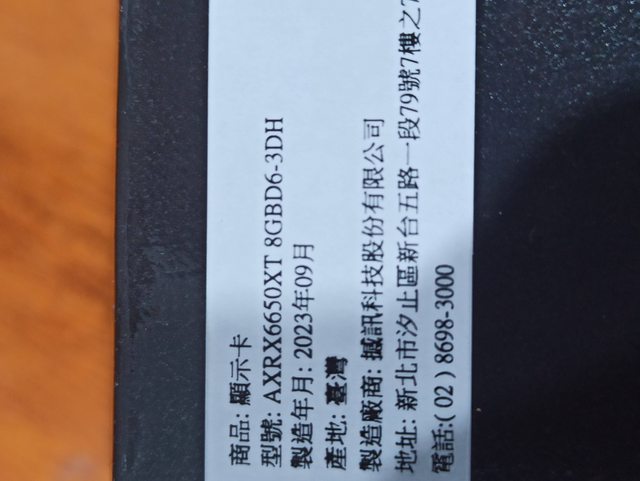 商品: 顯示卡
型號: AXRX6650XT 8GBD6-3DH
製造年月: 2023年09月
產地: 臺灣
製造廠商: 撼訊科技股份有限公司
地址: 新北市汐止區新台五路一段79號7樓之
電話:( 02 ) 8698-3000